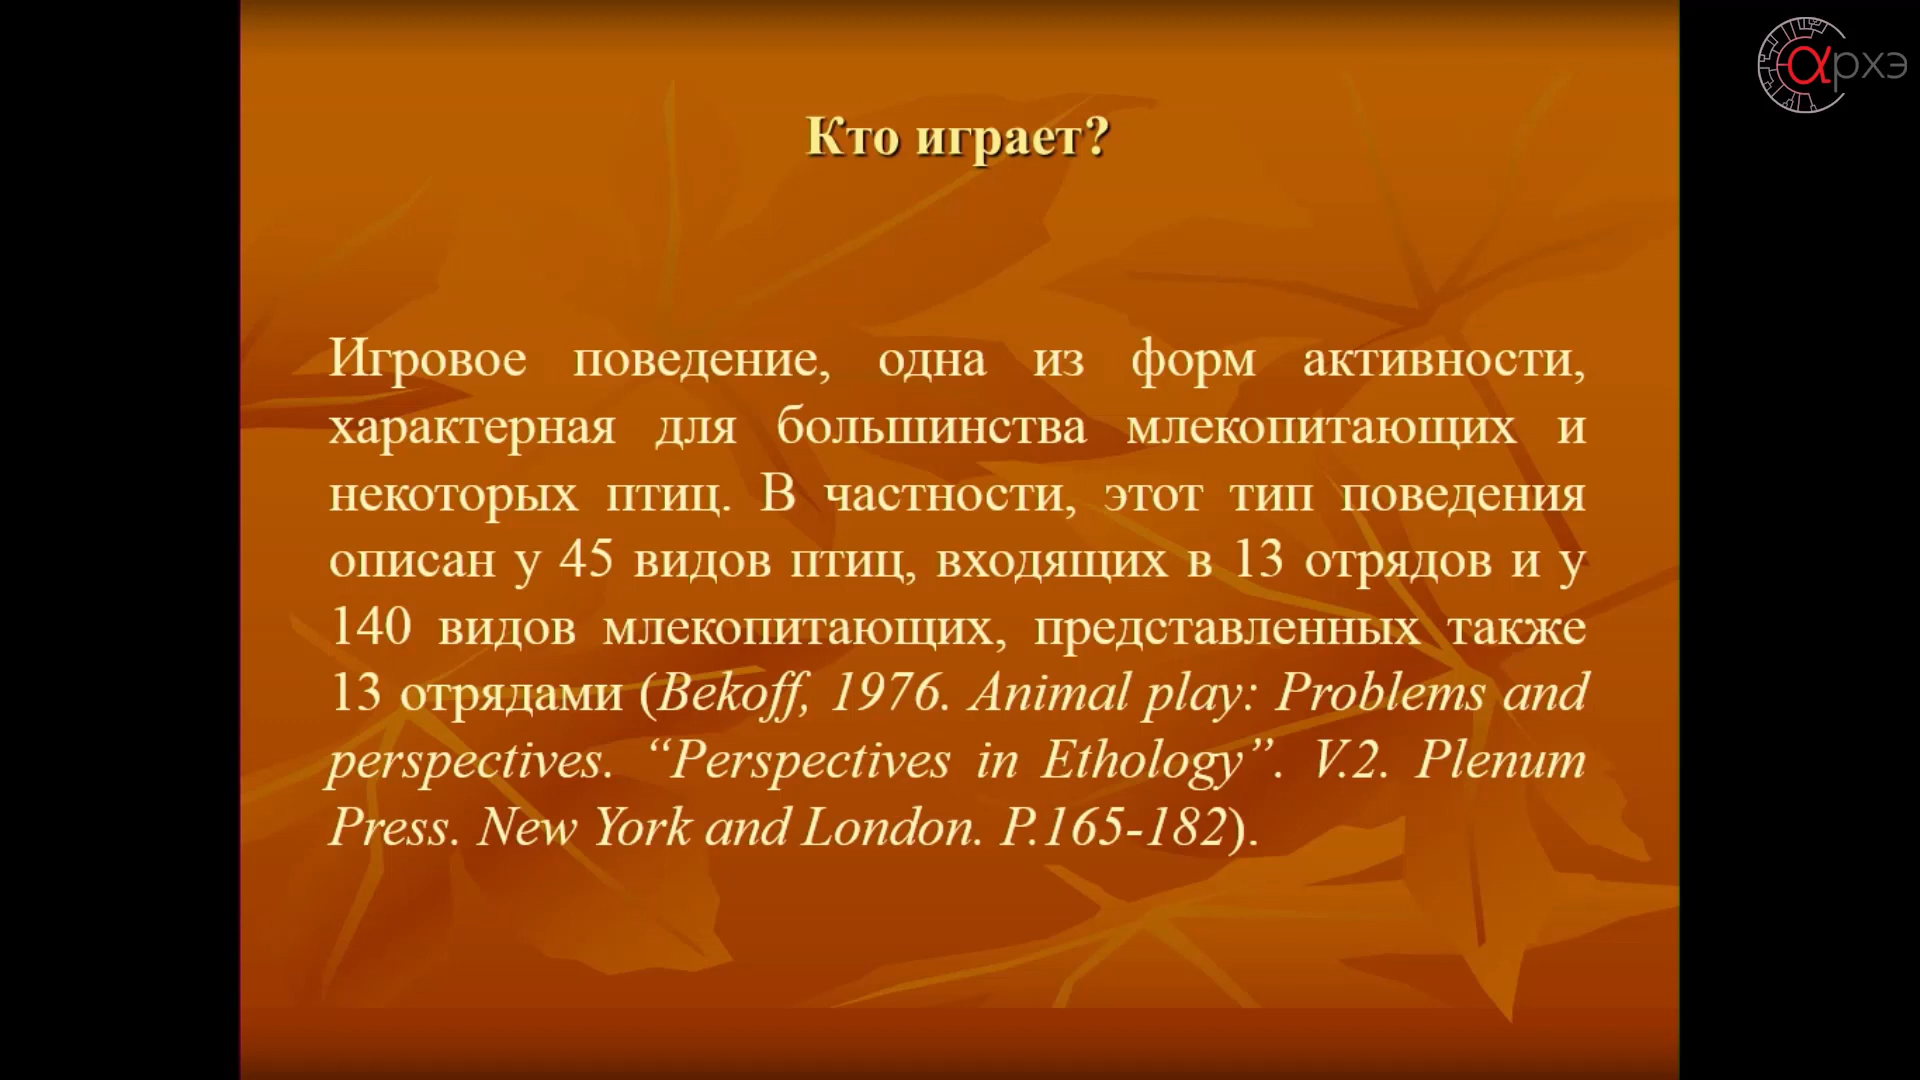 αрхэ
Кто играет?
Игровое поведение, одна из форм активности,
характерная для большинства млекопитающих и
некоторых птиц. В частности, этот тип поведения
описан у 45 видов птиц, входящих в 13 отрядов и у
140 видов млекопитающих, представленных также
13 отрядами (Bekoff, 1976. Animal play: Problems and
perspectives. “Perspectives in Ethology”. V.2. Plenum
Press. New York and London. P.165-182).